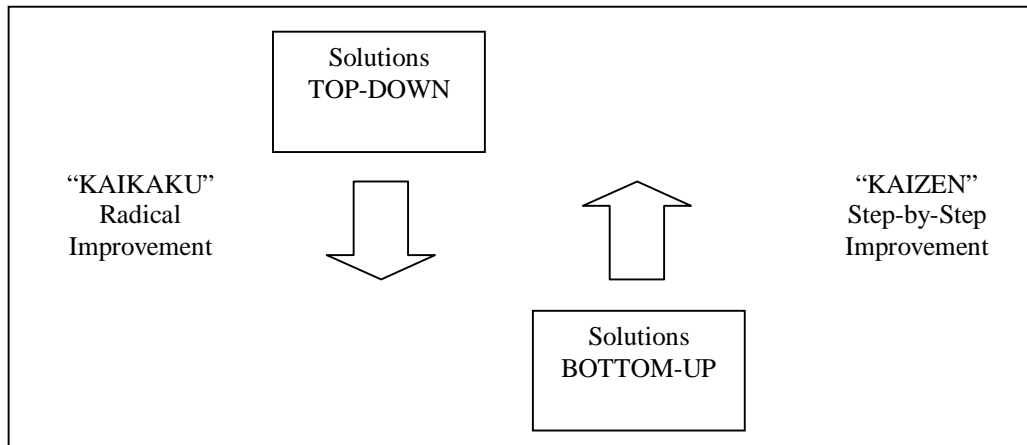 Solutions
TOP-DOWN
“KAIKAKU”
Radical
Improvement
“KAIZEN”
Step-by-Step
Improvement
Solutions
BOTTOM-UP